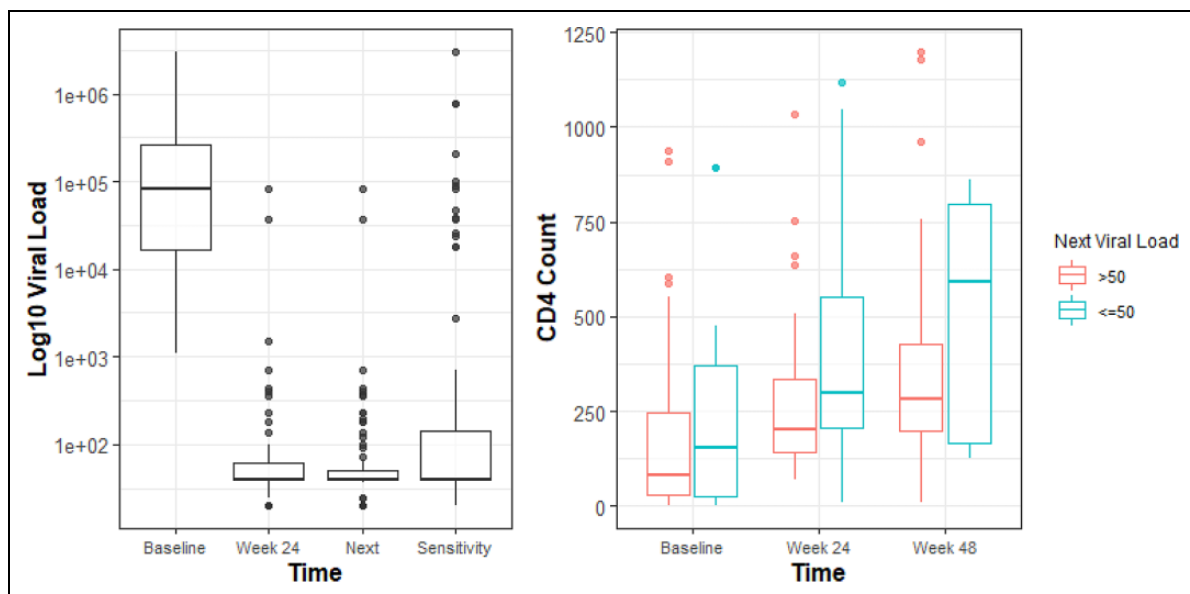 Log10 Viral Load
1e+06
1e+05
1e+04
1e+03
1e+02
Baseline
Week 24
Next
Sensitivity
Time
CD4 Count
1250
1000
750
500
250
0
Baseline
Week 24
Week 48
Time
Next Viral Load
>50
<=50